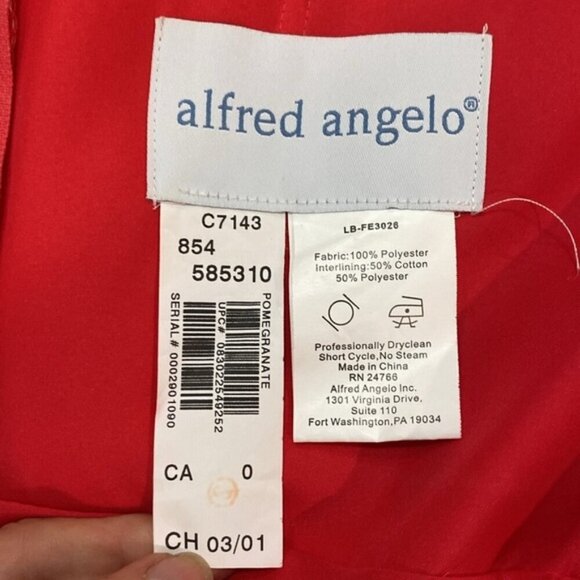 alfred angelo®
C7143
854
585310
POMEGRANATE
UPC# 083022549252
SERIAL# 0002901090
CA 0
CH 03/01
LB-FE3026
Fabric:100% Polyester
Interlining:50% Cotton
50% Polyester
Professionally Dryclean
Short Cycle,No Steam
Made in China
RN 24766
Alfred Angelo Inc.
1301 Virginia Drive,
Suite 110
Fort Washington,PA 19034